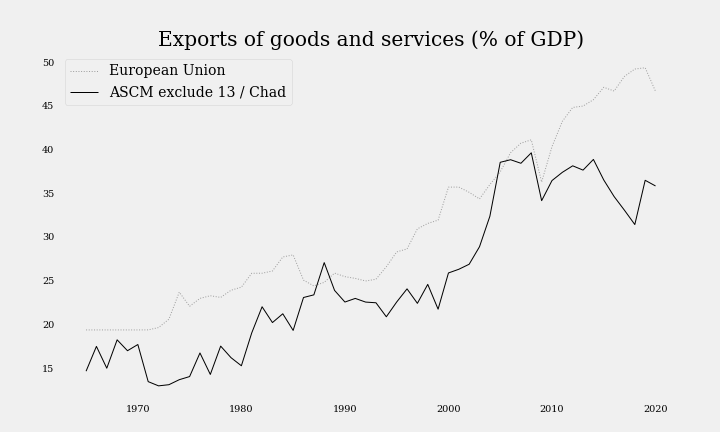 Exports of goods and services (% of GDP)
European Union
ASCM exclude 13 / Chad
50
45
40
35
30
25
20
15
1970 1980 1990 2000 2010 2020